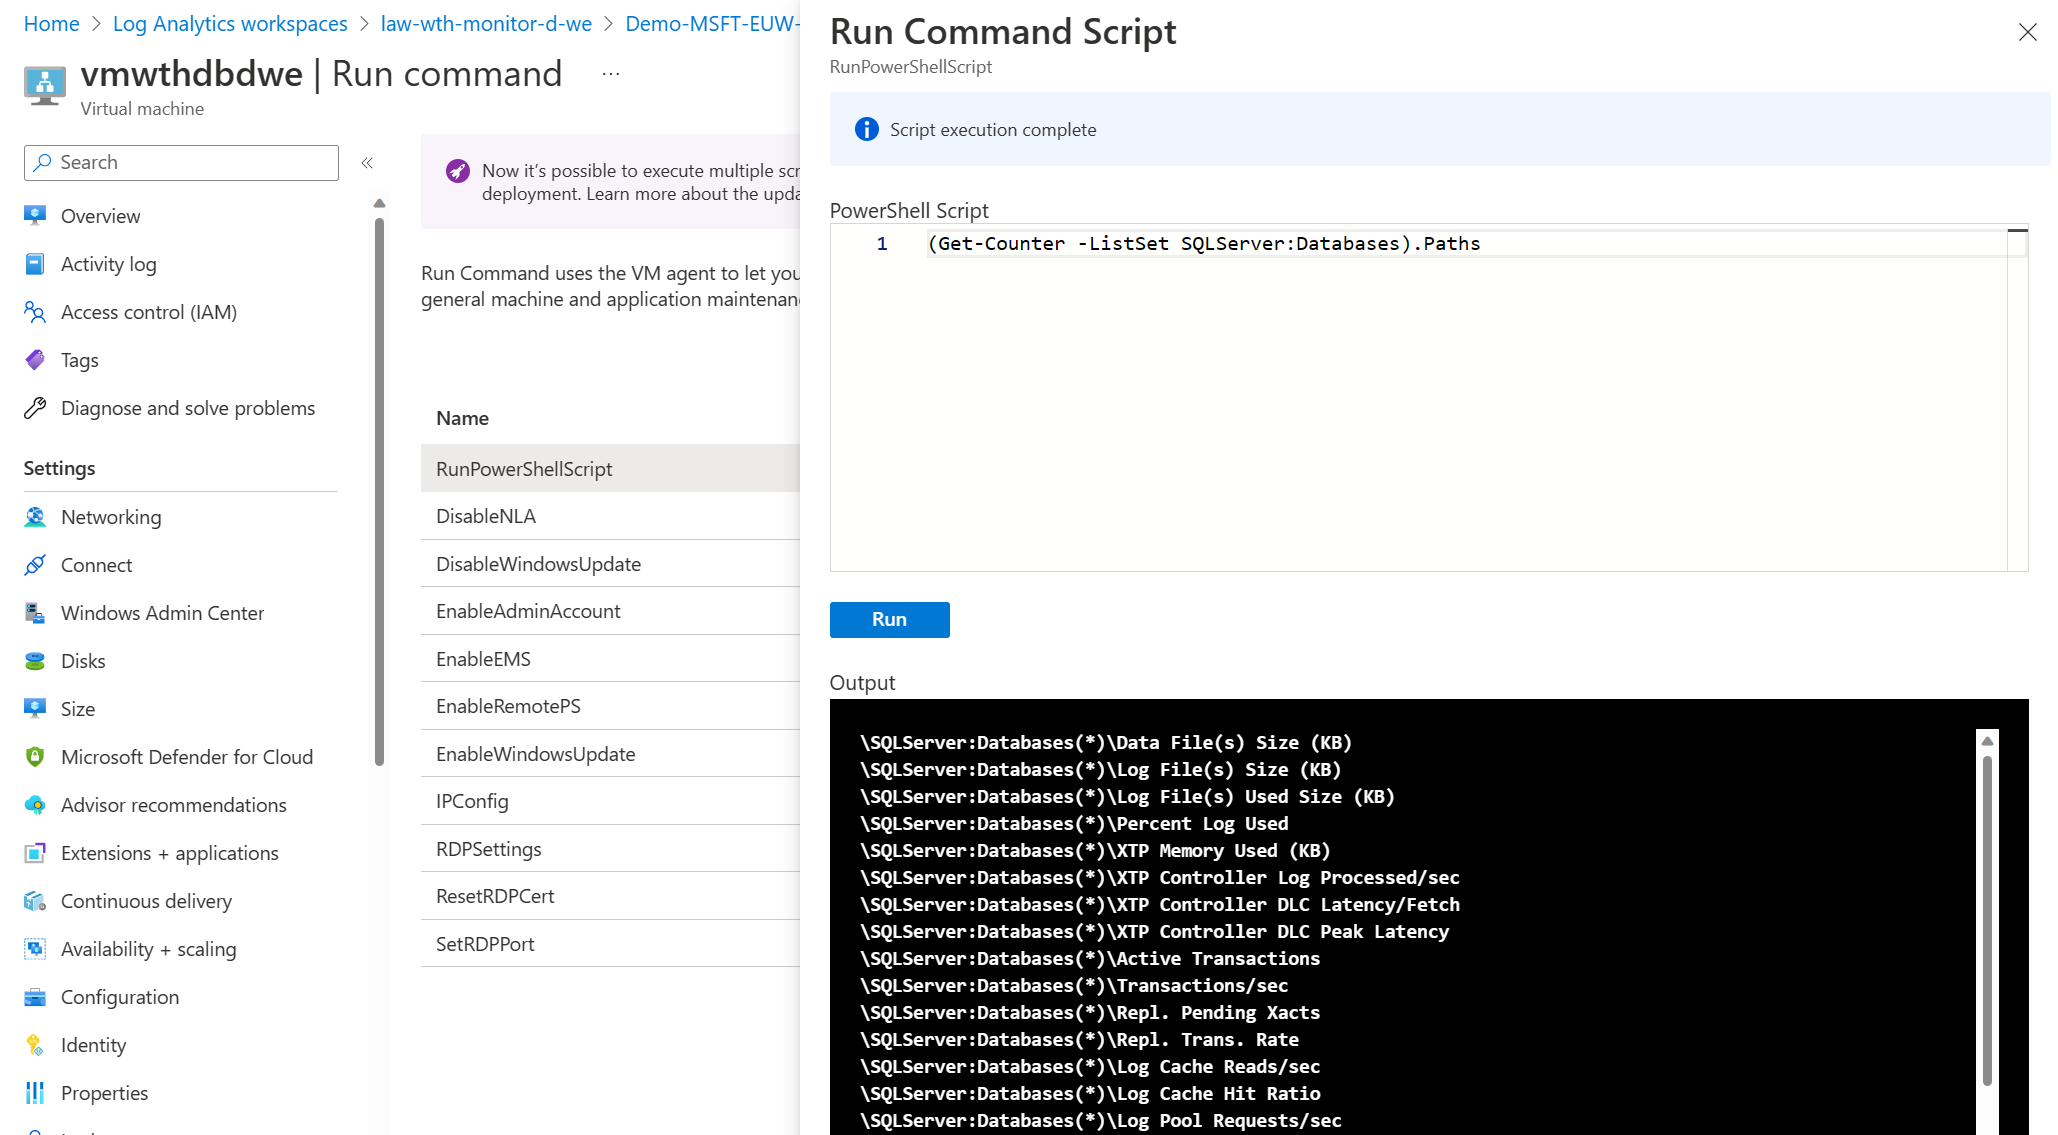 Home > Log Analytics workspaces > law-wth-monitor-d-we > Demo-MSFT-EUW-
vmwthdbdwe | Run command ...
Virtual machine
Search
«
Overview
Activity log
Access control (IAM)
Tags
Diagnose and solve problems
Settings
Networking
Connect
Windows Admin Center
Disks
Size
Microsoft Defender for Cloud
Advisor recommendations
Extensions + applications
Continuous delivery
Availability + scaling
Configuration
Identity
Properties
Now it's possible to execute multiple scr
deployment. Learn more about the upda
Run Command uses the VM agent to let you
general machine and application maintenan
Name
RunPowerShellScript
DisableNLA
DisableWindowsUpdate
EnableAdminAccount
EnableEMS
EnableRemotePS
EnableWindowsUpdate
IPConfig
RDPSettings
ResetRDPCert
SetRDPPort
Run Command Script
RunPowerShellScript
Script execution complete
PowerShell Script
1 (Get-Counter -ListSet SQLServer:Databases).Paths
Run
Output
\SQLServer:Databases(*)\Data File(s) Size (KB)
\SQLServer:Databases(*)\Log File(s) Size (KB)
\SQLServer:Databases(*)\Log File(s) Used Size (KB)
\SQLServer:Databases(*)\Percent Log Used
\SQLServer:Databases(*)\XTP Memory Used (KB)
\SQLServer:Databases(*)\XTP Controller Log Processed/sec
\SQLServer:Databases(*)\XTP Controller DLC Latency/Fetch
\SQLServer:Databases(*)\XTP Controller DLC Peak Latency
\SQLServer:Databases(*)\Active Transactions
\SQLServer:Databases(*)\Transactions/sec
\SQLServer:Databases(*)\Repl. Pending Xacts
\SQLServer:Databases(*)\Repl. Trans. Rate
\SQLServer:Databases(*)\Log Cache Reads/sec
\SQLServer:Databases(*)\Log Cache Hit Ratio
\SQLServer:Databases(*)\Log Pool Requests/sec